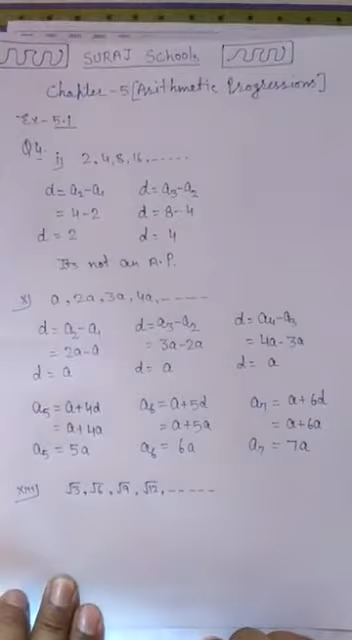 SURAJ Schools
Chapter-5 [Arithmetic Progressions]
Ex-5.1
Q4. i) 2, 4, 8, 16, ......
d = a₂-a₁    d = a₃-a₂
= 4-2    d = 8-4
d = 2    d = 4
It's not an A.P.
x) a, 2a, 3a, 4a, ------
d = a₂-a₁    d = a₃-a₂    d = a₄-a₃
= 2a-a    = 3a-2a    = 4a-3a
d = a    d = a    d = a
a₅ = a+4d    a₆ = a+5d    a₇ = a+6d
= a+4a    = a+5a    = a+6a
a₅ = 5a    a₆ = 6a    a₇ = 7a
xiii) √3, √6, √9, √12, ------